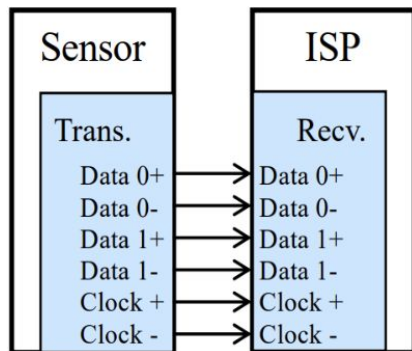 Sensor
Trans.
Data 0+
Data 0-
Data 1+
Data 1-
Clock +
Clock -
ISP
Recv.
Data 0+
Data 0-
Data 1+
Data 1-
Clock +
Clock -